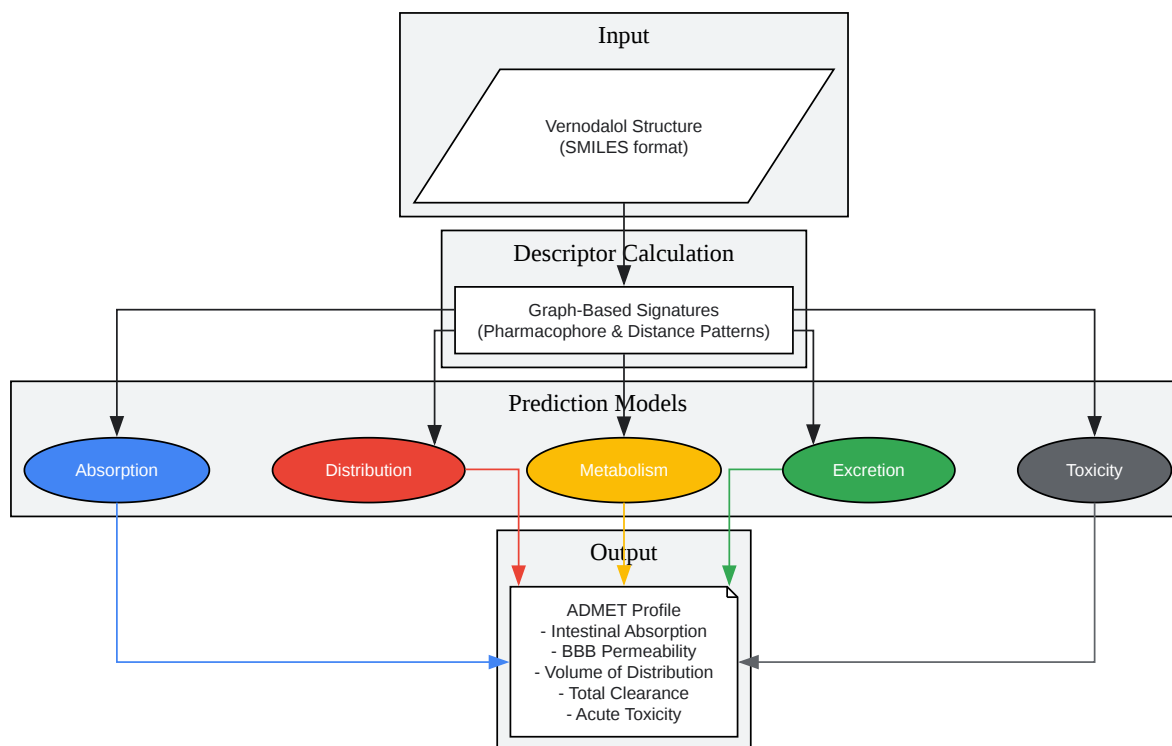 Input
Vernodalol Structure
(SMILES format)
Descriptor Calculation
Graph-Based Signatures
(Pharmacophore & Distance Patterns)
Prediction Models
Absorption
Distribution
Metabolism
Excretion
Toxicity
Output
ADMET Profile
- Intestinal Absorption
- BBB Permeability
- Volume of Distribution
- Total Clearance
- Acute Toxicity